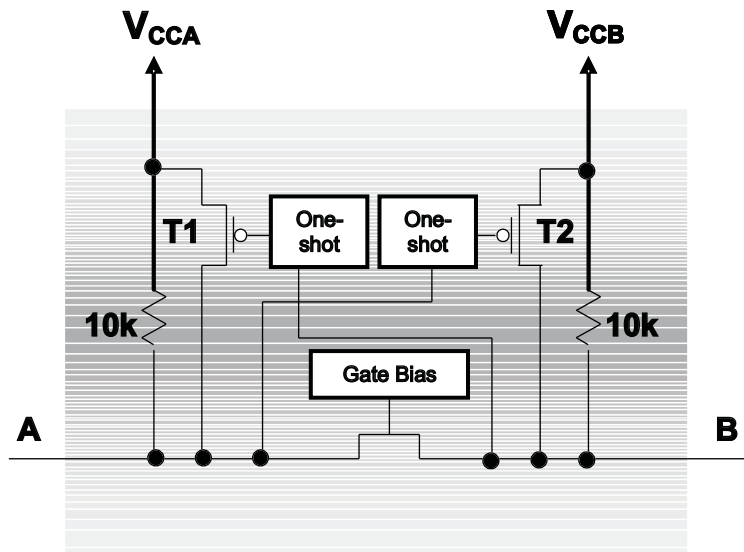 VCCA
VCCB
T1
One-
shot
One-
shot
T2
10k
10k
Gate Bias
A
B